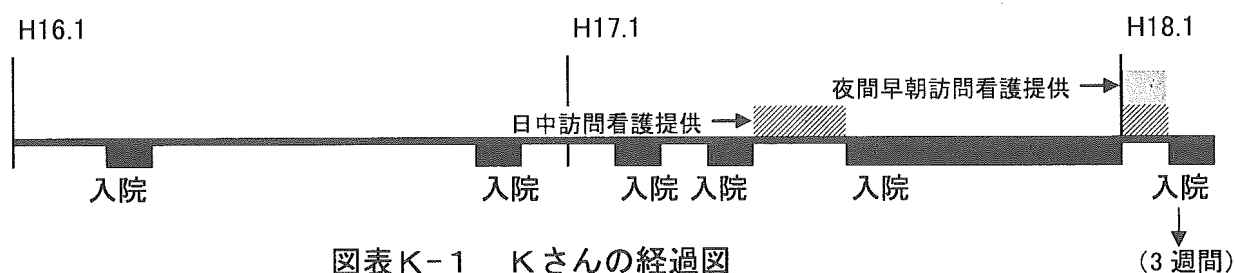 H16.1
H17.1
H18.1
夜間早朝訪問看護提供
日中訪問看護提供
入院
入院
入院
入院
入院
入院
(3週間)
図表K-1 Kさんの経過図